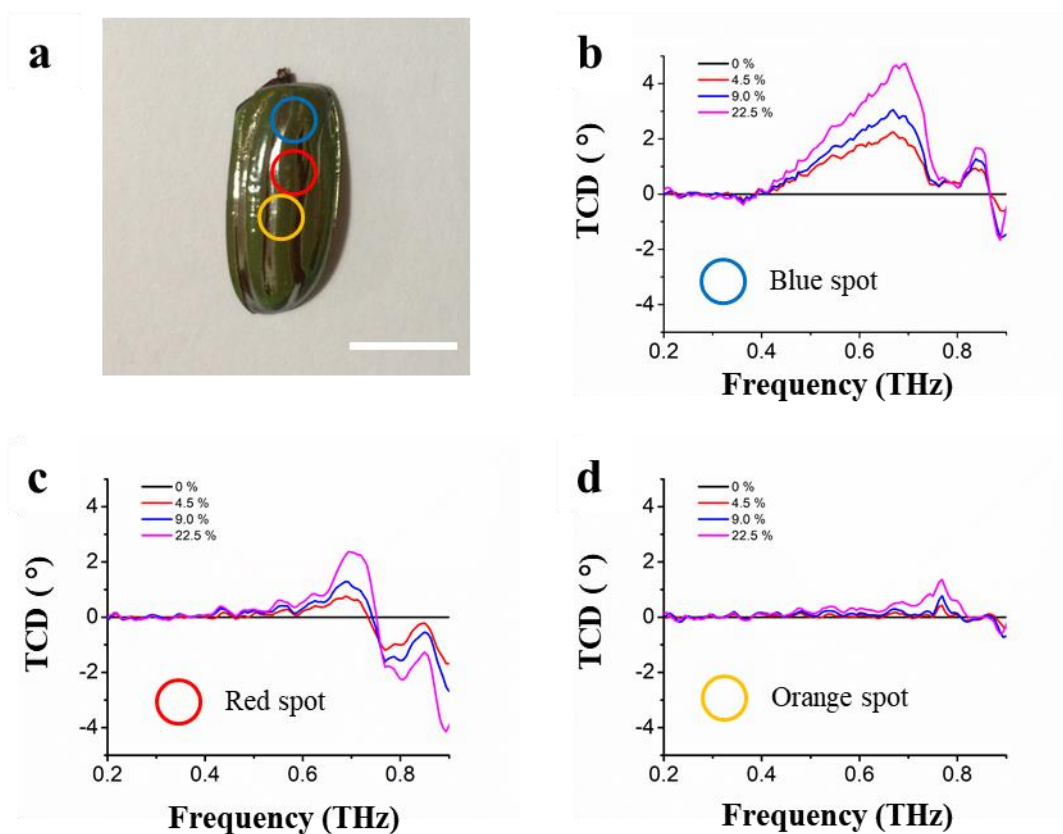 a
b
4
2
0
-2
-4
TCD ( °)
0 %
4.5 %
9.0 %
22.5 %
Blue spot
0.2 0.4 0.6 0.8
Frequency (THz)
c
4
2
0
-2
-4
TCD ( °)
0 %
4.5 %
9.0 %
22.5 %
Red spot
0.2 0.4 0.6 0.8
Frequency (THz)
d
4
2
0
-2
-4
TCD ( °)
0 %
4.5 %
9.0 %
22.5 %
Orange spot
0.2 0.4 0.6 0.8
Frequency (THz)